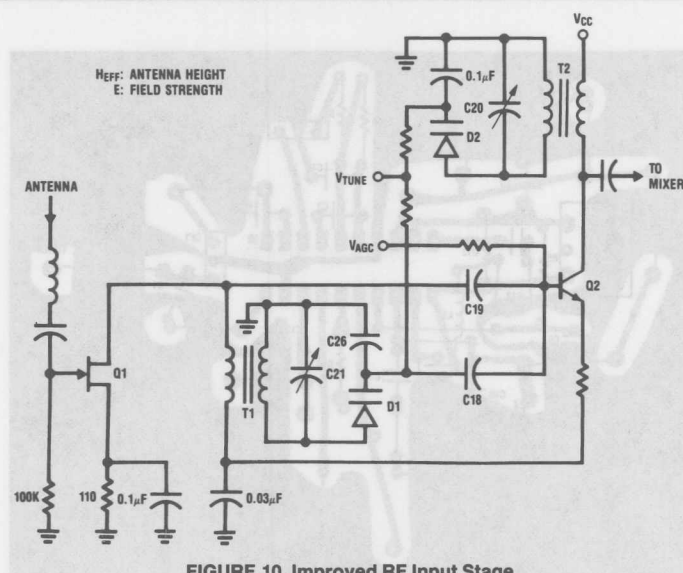 VCC
HEFF: ANTENNA HEIGHT
E: FIELD STRENGTH
0.1μF
C20
T2
D2
VTUNE
TO
MIXER
ANTENNA
VAGC
C19
Q2
C26
Q1
C21
T1
D1
C18
100K
110
0.1μF
0.03μF
FIGURE 10. Improved RF Input Stage